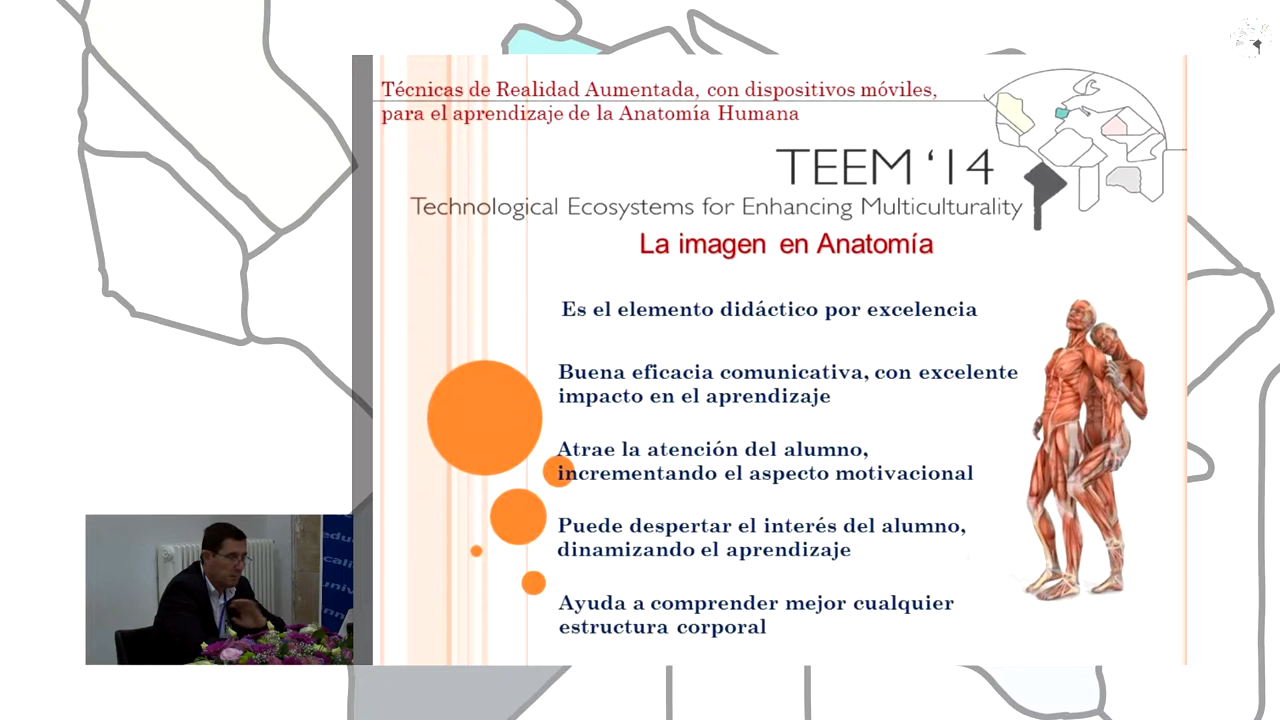 Técnicas de Realidad Aumentada, con dispositivos móviles,
para el aprendizaje de la Anatomía Humana
TEEM ‘14
Technological Ecosystems for Enhancing Multiculturality
La imagen en Anatomía
Es el elemento didáctico por excelencia
Buena eficacia comunicativa, con excelente
impacto en el aprendizaje
Atrae la atención del alumno,
incrementando el aspecto motivacional
Puede despertar el interés del alumno,
dinamizando el aprendizaje
Ayuda a comprender mejor cualquier
estructura corporal